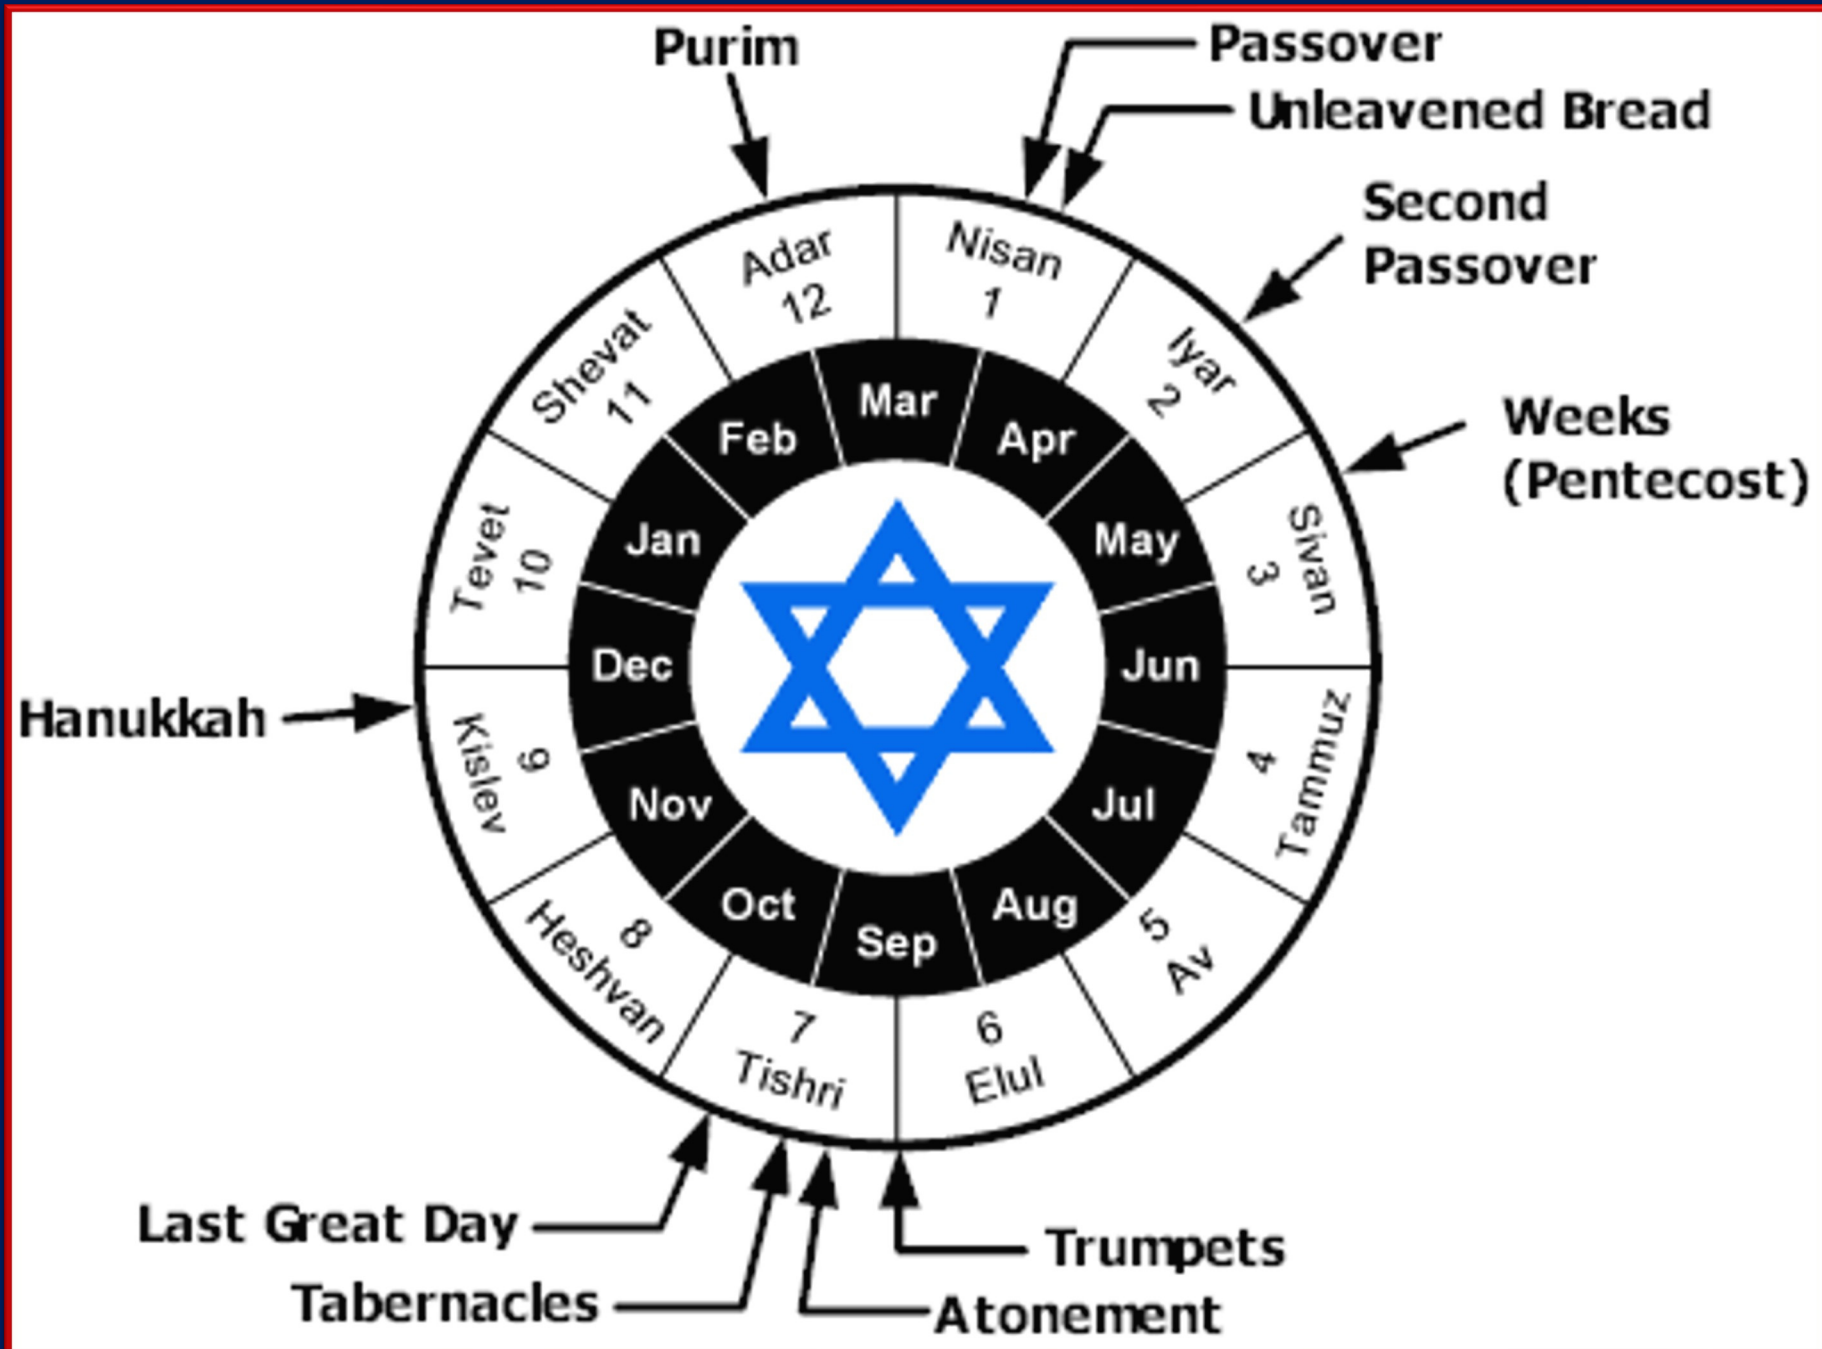 Purim
Passover
Unleavened Bread
Second
Passover
Weeks
(Pentecost)
Nisan
1
Iyar
2
Sivan
3
Tammuz
4
Av
5
Elul
6
Tishri
7
Heshvan
8
Kislev
9
Tevet
10
Shevat
11
Adar
12
Mar
Apr
May
Jun
Jul
Aug
Sep
Oct
Nov
Dec
Jan
Feb
Hanukkah
Last Great Day
Tabernacles
Trumpets
Atonement